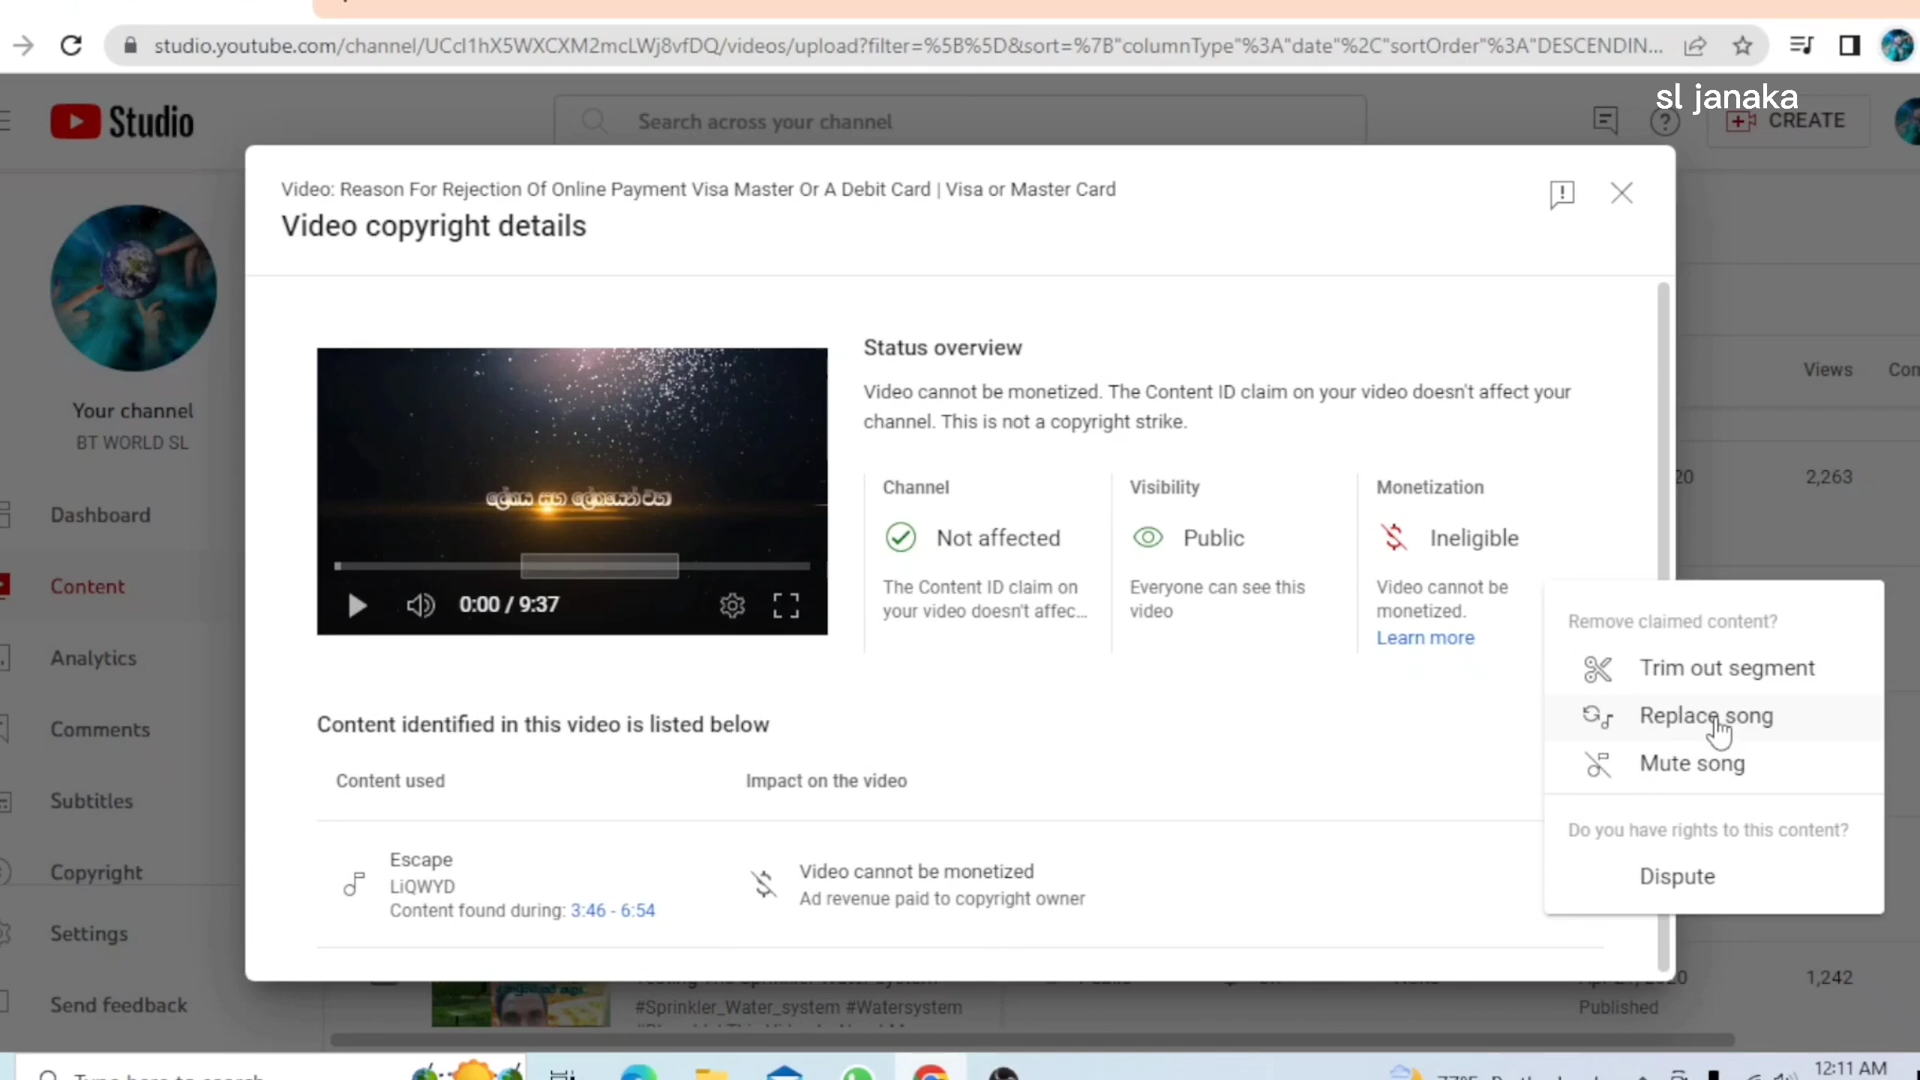 studio.youtube.com/channel/UCcI1hX5WXCXM2mcLWj8vfDQ/videos/upload?filter=%5B%5D&sort=%7B"columnType"%3A"date"%2C"sortOrder"%3A"DESCENDIN...
sl janaka
Studio
Search across your channel
CREATE
Video: Reason For Rejection Of Online Payment Visa Master Or A Debit Card | Visa or Master Card
Video copyright details
Your channel
BT WORLD SL
Dashboard
Content
Analytics
Comments
Subtitles
Copyright
Settings
Send feedback
Status overview
Video cannot be monetized. The Content ID claim on your video doesn't affect your
channel. This is not a copyright strike.
Channel
Not affected
The Content ID claim on
your video doesn't affec...
Visibility
Public
Everyone can see this
video
Monetization
Ineligible
Video cannot be
monetized.
Learn more
0:00 / 9:37
Content identified in this video is listed below
Content used
Impact on the video
Escape
LiQWYD
Content found during: 3:46 - 6:54
Video cannot be monetized
Ad revenue paid to copyright owner
Remove claimed content?
Trim out segment
Replace song
Mute song
Do you have rights to this content?
Dispute
Views
Com
20
2,263
1,242
#Sprinkler_Water_system #Watersystem
Published
12:11 AM